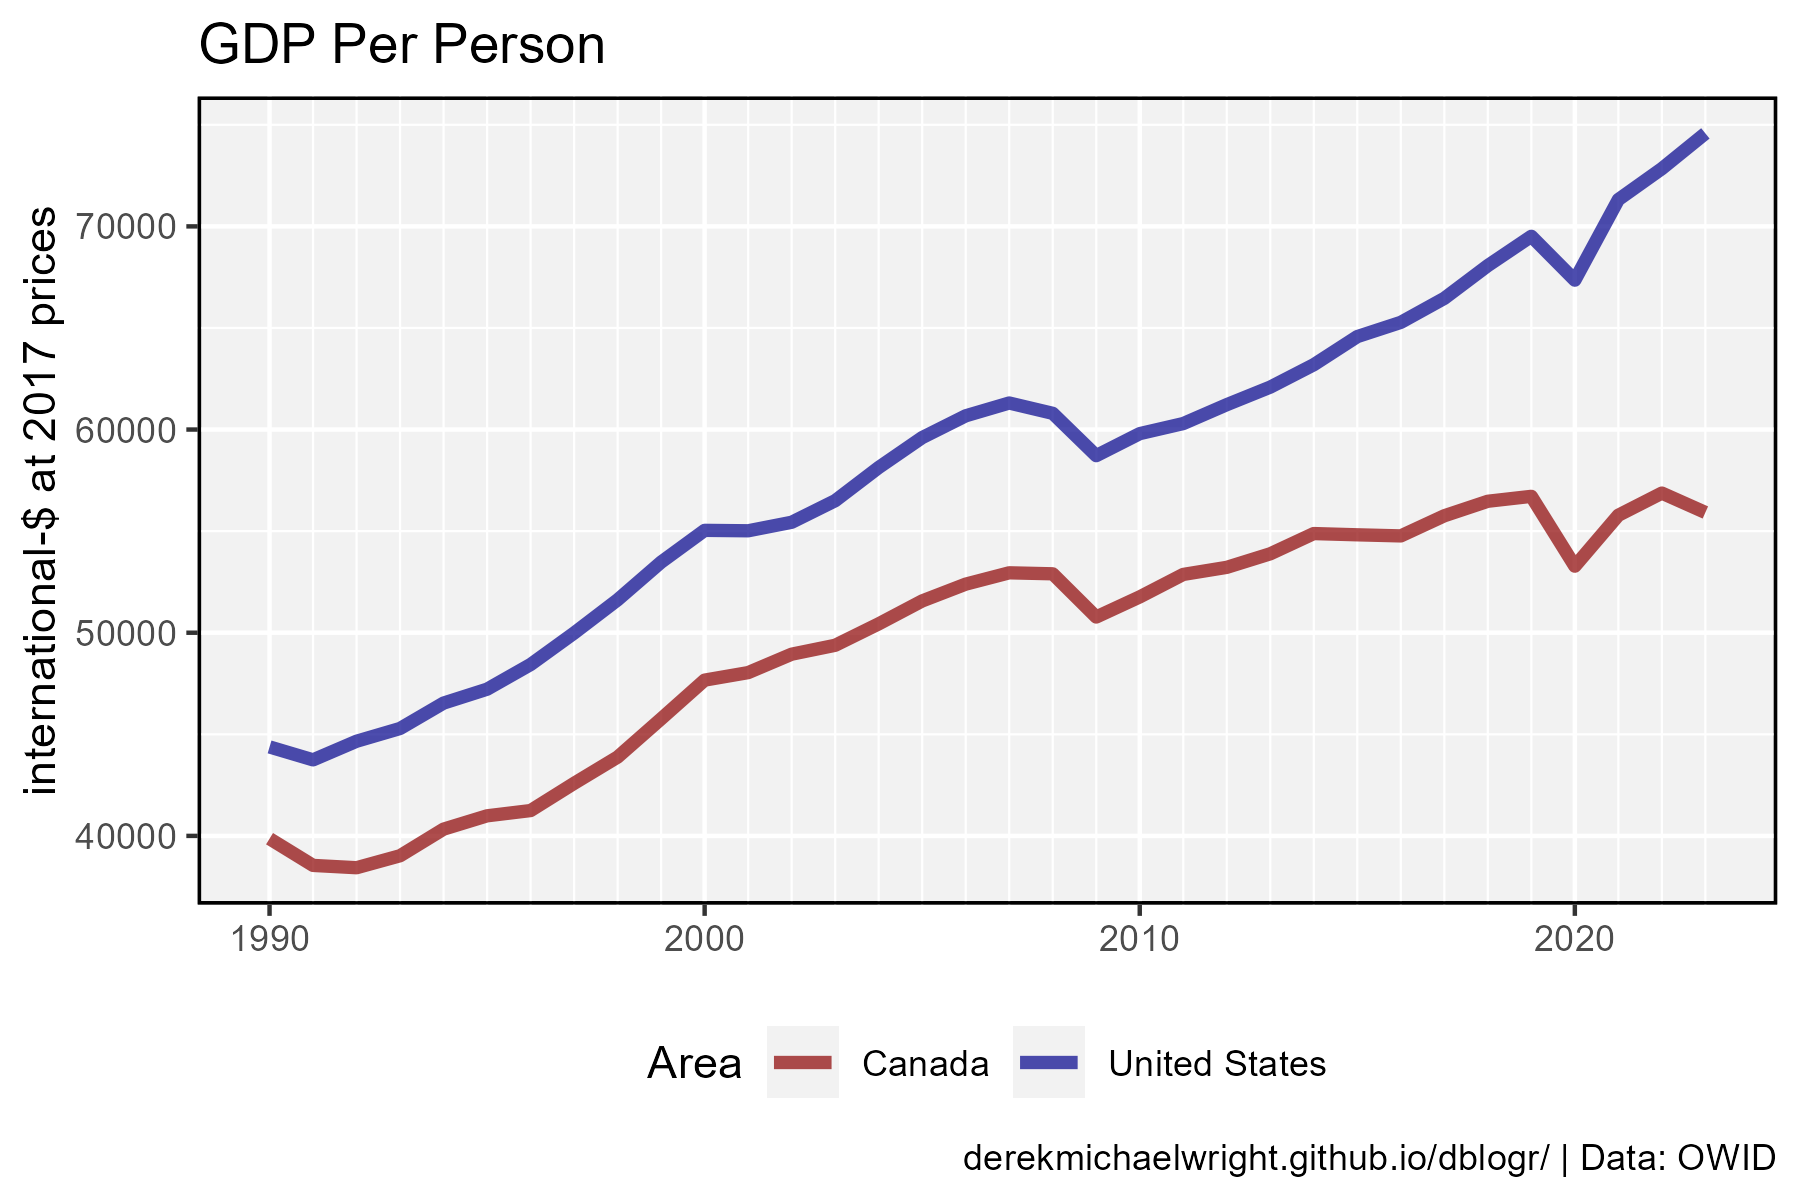 GDP Per Person
international-$ at 2017 prices
70000
60000
50000
40000
1990 2000 2010 2020
Area Canada United States
derekmichaelwright.github.io/dblogr/ | Data: OWID